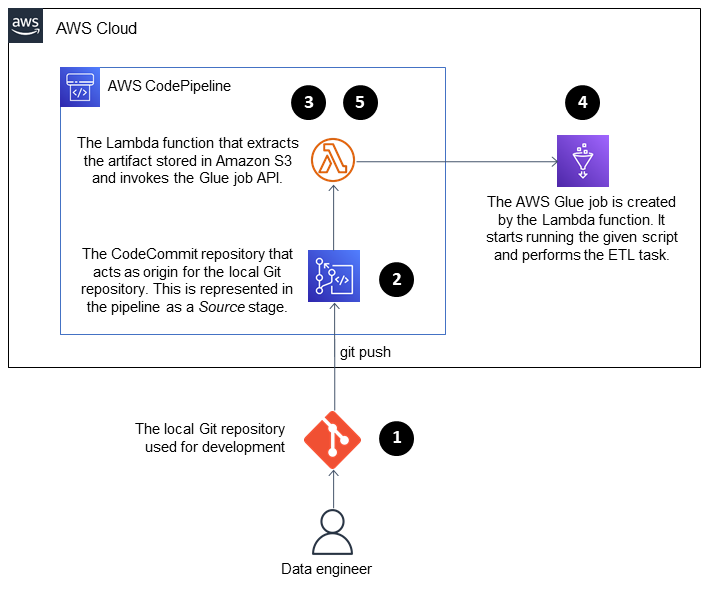 aws
AWS Cloud
AWS CodePipeline
3
5
4
The Lambda function that extracts
the artifact stored in Amazon S3
and invokes the Glue job API.
The AWS Glue job is created
by the Lambda function. It
starts running the given script
and performs the ETL task.
The CodeCommit repository that
acts as origin for the local Git
repository. This is represented in
the pipeline as a Source stage.
2
git push
The local Git repository
used for development
1
Data engineer